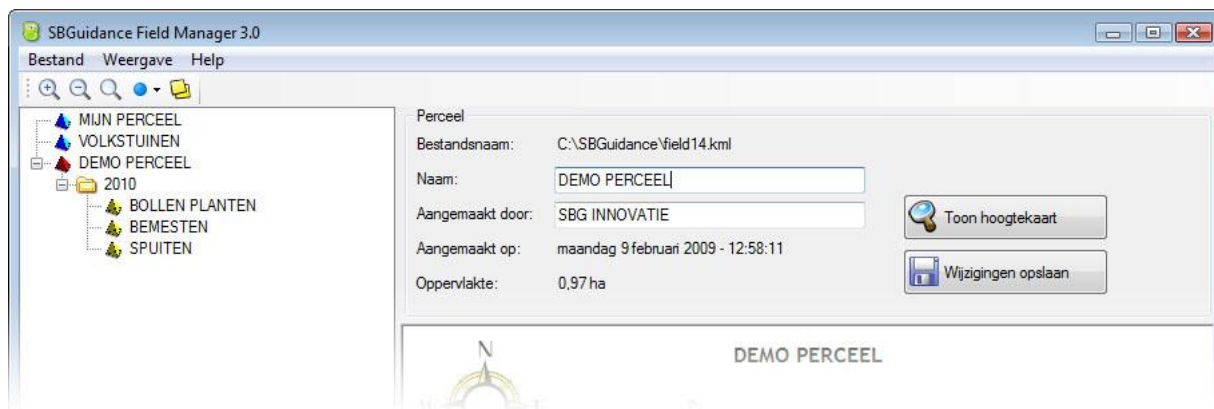 SBGuidance Field Manager 3.0
Bestand Weergave Help
MIJN PERCEEL
VOLKSTUINEN
DEMO PERCEEL
2010
BOLLEN PLANTEN
BEMESTEN
SPUITEN
Perceel
Bestandsnaam: C:\SBGuidance\field14.kml
Naam: DEMO PERCEEL
Aangemaakt door: SBG INNOVATIE
Aangemaakt op: maandag 9 februari 2009 - 12:58:11
Oppervlakte: 0,97 ha
Toon hoogtekaart
Wijzigingen opslaan
N
DEMO PERCEEL
W E